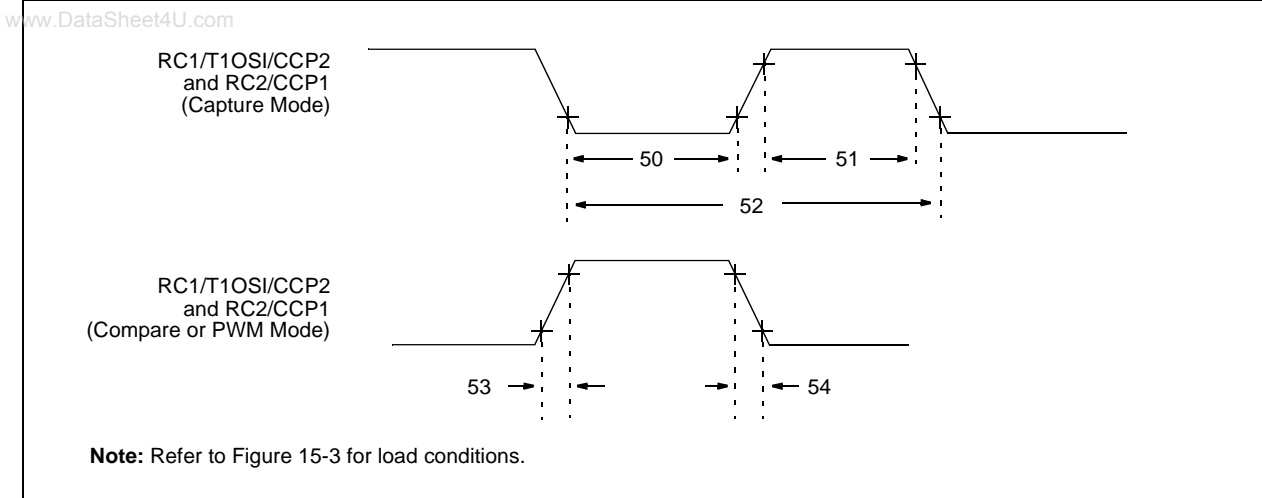 www.DataSheet4U.com
RC1/T1OSI/CCP2
and RC2/CCP1
(Capture Mode)
50
51
52
RC1/T1OSI/CCP2
and RC2/CCP1
(Compare or PWM Mode)
53
54
Note: Refer to Figure 15-3 for load conditions.